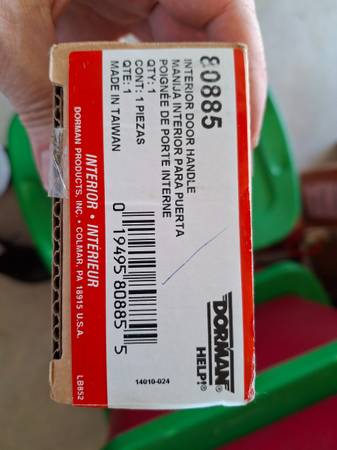 80885
INTERIOR DOOR HANDLE
MANIJA INTERIOR PARA PUERTA
POIGNÉE DE PORTE INTERNE
QTY: 1
CONT: 1 PIEZAS
QTE: 1
MADE IN TAIWAN
DORMAN
HELP!®
0 19495 80885 5
14010-024
INTERIOR • INTÉRIEUR
DORMAN PRODUCTS, INC. • COLMAR, PA 18915 U.S.A.
LB852